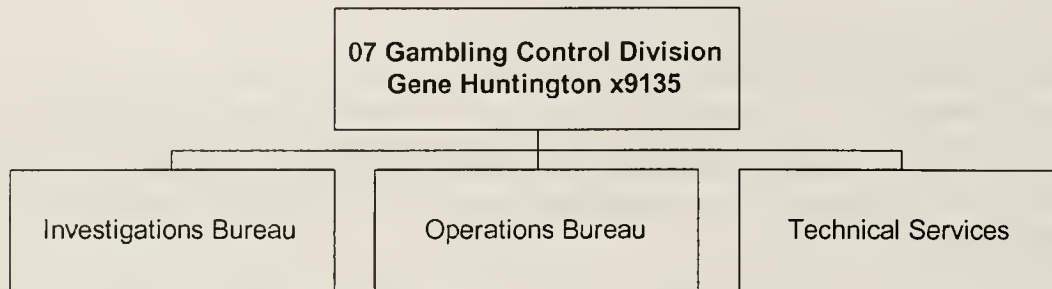 07 Gambling Control Division
Gene Huntington x9135
Investigations Bureau
Operations Bureau
Technical Services